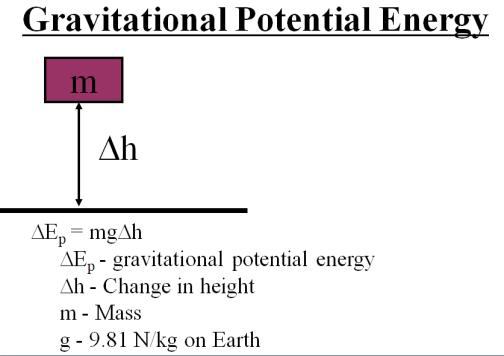 Gravitational Potential Energy
m
Δh
ΔEₚ = mgΔh
ΔEₚ - gravitational potential energy
Δh - Change in height
m - Mass
g - 9.81 N/kg on Earth